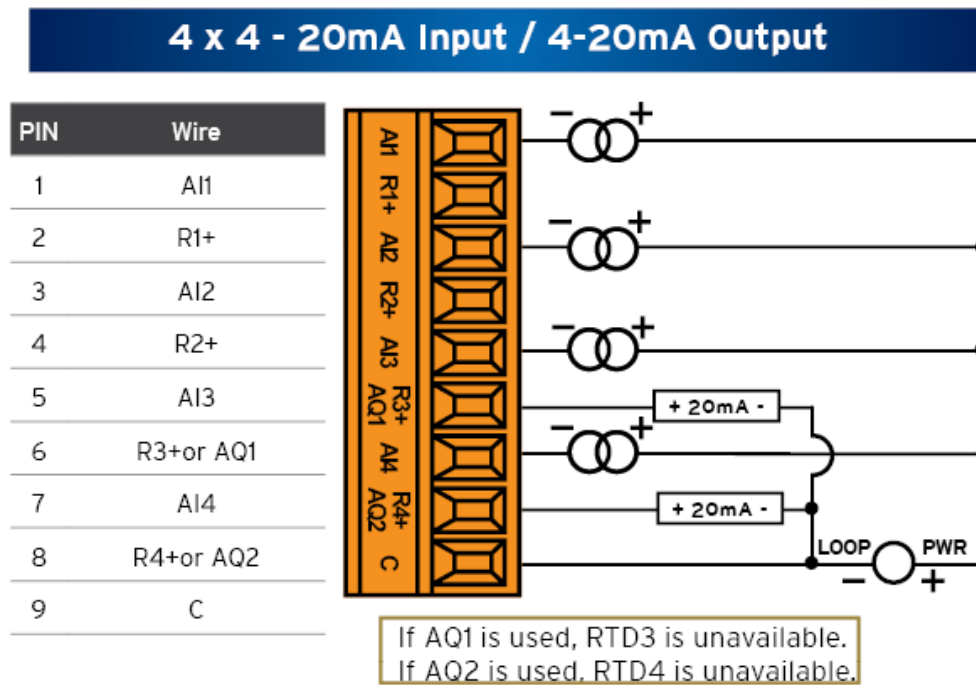 4 x 4 - 20mA Input / 4-20mA Output
PIN Wire
1 AI1
2 R1+
3 AI2
4 R2+
5 AI3
6 R3+or AQ1
7 AI4
8 R4+or AQ2
9 C
AI1
R1+
AI2
R2+
AI3
R3+
AQ1
AI4
R4+
AQ2
C
- +
- +
- +
+ 20mA -
- +
+ 20mA -
LOOP PWR
- +
If AQ1 is used, RTD3 is unavailable.
If AQ2 is used, RTD4 is unavailable.